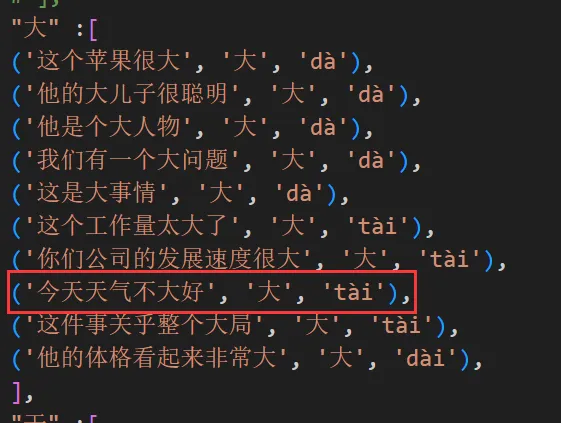 "大" :[
('这个苹果很大', '大', 'dà'),
('他的大儿子很聪明', '大', 'dà'),
('他是个大人物', '大', 'dà'),
('我们有一个大问题', '大', 'dà'),
('这是大事情', '大', 'dà'),
('这个工作量太大了', '大', 'tài'),
('你们公司的发展速度很大', '大', 'tài'),
('今天天气不大好', '大', 'tài'),
('这件事关乎整个大局', '大', 'tài'),
('他的体格看起来非常大', '大', 'dài'),
],